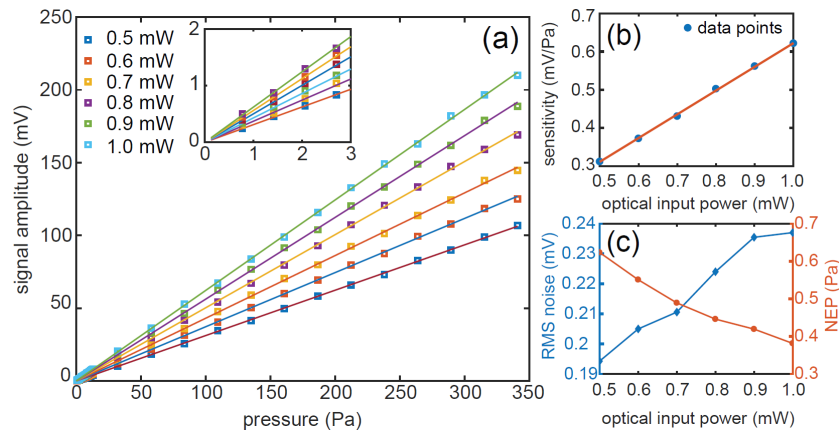 (a)
250
200
150
100
50
0
signal amplitude (mV)
0 50 100 150 200 250 300 350
pressure (Pa)
0.5 mW
0.6 mW
0.7 mW
0.8 mW
0.9 mW
1.0 mW
2
1
0
0 1 2 3
(b)
data points
0.7
0.6
0.5
0.4
0.3
sensitivity (mV/Pa)
0.5 0.6 0.7 0.8 0.9 1.0
optical input power (mW)
(c)
0.24
0.23
0.22
0.21
0.2
0.19
RMS noise (mV)
0.7
0.6
0.5
0.4
0.3
NEP (Pa)
0.5 0.6 0.7 0.8 0.9 1.0
optical input power (mW)